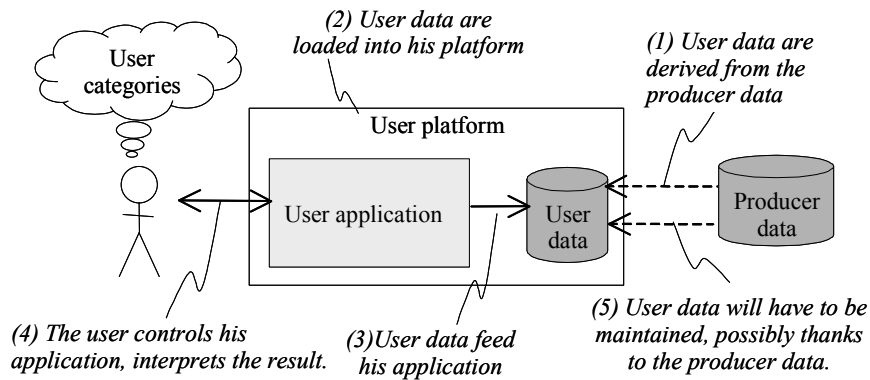 (2) User data are
loaded into his platform
(1) User data are
derived from the
producer data
User
categories
User platform
User application
User
data
Producer
data
(4) The user controls his
application, interprets the result.
(3)User data feed
his application
(5) User data will have to be
maintained, possibly thanks
to the producer data.